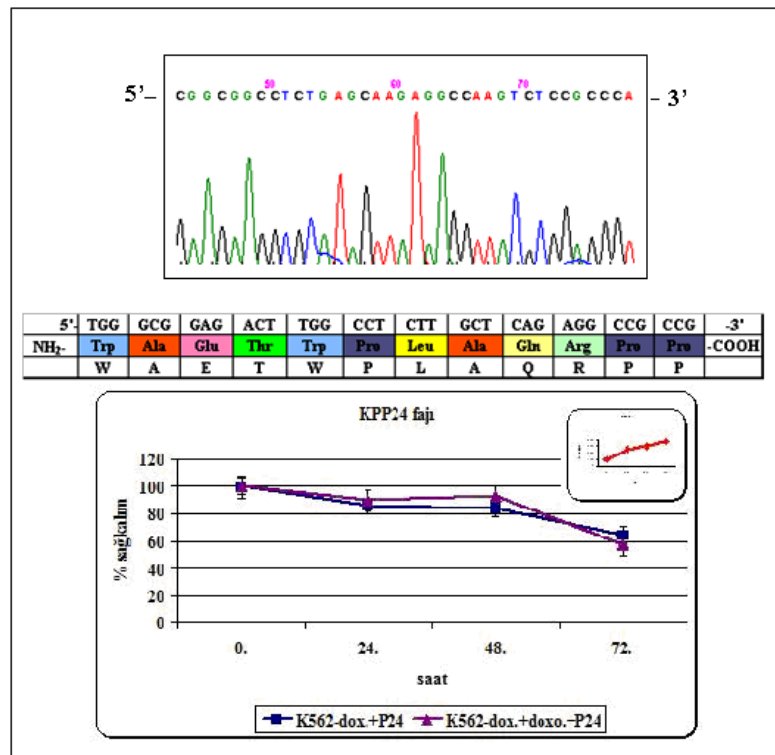 50 60 70
5’– CGGCGGCCTCTGAGCAAGAGGCCAAGTCTCCGCCCA – 3’
5'- TGG GCG GAG ACT TGG CCT CTT GCT CAG AGG CCG CCG -3'
NH2- Trp Ala Glu Thr Trp Pro Leu Ala Gln Arg Pro Pro -COOH
W A E T W P L A Q R P P
KPP24 fajı
% sağkalım
120
100
80
60
40
20
0
0. 24. 48. 72.
saat
K562-dox.+P24 K562-dox.+doxo.+P24